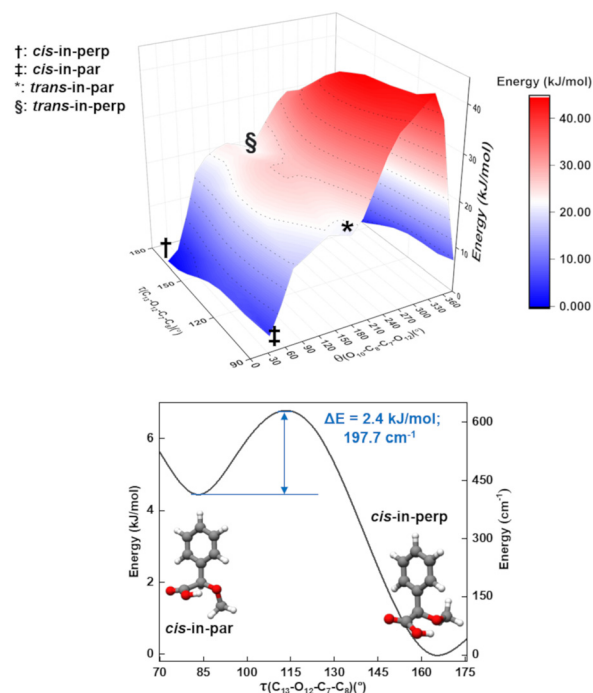 †: cis-in-perp
‡: cis-in-par
*: trans-in-par
§: trans-in-perp
Energy (kJ/mol)
40.00
30.00
20.00
10.00
0.000
§
†
*
‡
40
30
20
10
0
Energy (kJ/mol)
180
150
120
90
τ(C13-O12-C7-C8)(°)
0
30
60
90
120
150
180
210
240
270
300
330
360
θ(O15-C8-C7-O12)(°)
ΔE = 2.4 kJ/mol;
197.7 cm-1
6
4
2
0
Energy (kJ/mol)
600
450
300
150
0
Energy (cm-1)
cis-in-perp
cis-in-par
70 85 100 115 130 145 160 175
τ(C13-O12-C7-C8)(°)